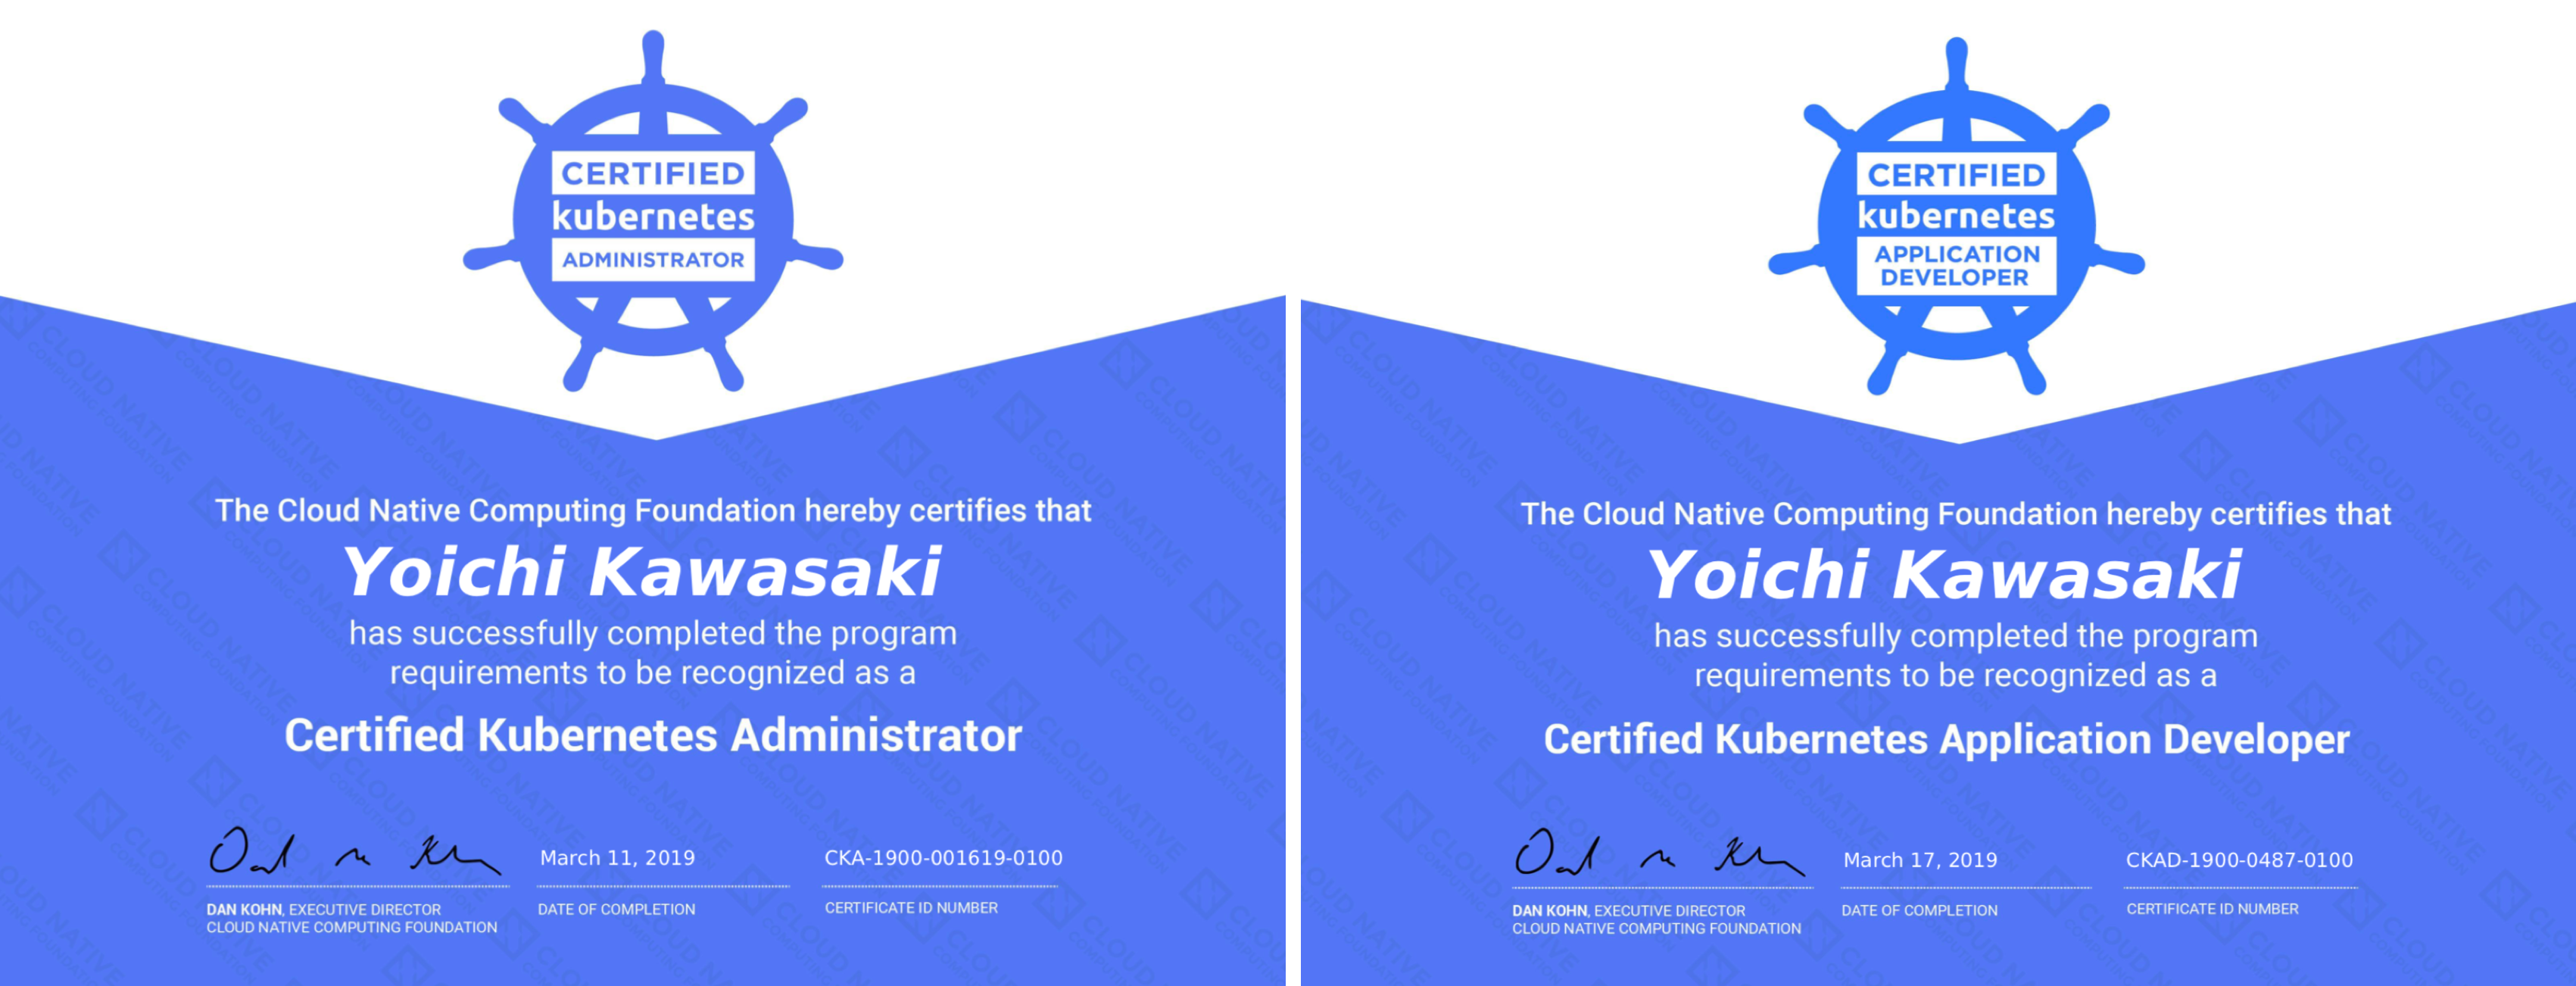 CERTIFIED
kubernetes
ADMINISTRATOR
The Cloud Native Computing Foundation hereby certifies that
Yoichi Kawasaki
has successfully completed the program
requirements to be recognized as a
Certified Kubernetes Administrator
March 11, 2019
CKA-1900-001619-0100
DAN KOHN, EXECUTIVE DIRECTOR
CLOUD NATIVE COMPUTING FOUNDATION
DATE OF COMPLETION
CERTIFICATE ID NUMBER
CERTIFIED
kubernetes
APPLICATION
DEVELOPER
The Cloud Native Computing Foundation hereby certifies that
Yoichi Kawasaki
has successfully completed the program
requirements to be recognized as a
Certified Kubernetes Application Developer
March 17, 2019
CKAD-1900-0487-0100
DAN KOHN, EXECUTIVE DIRECTOR
CLOUD NATIVE COMPUTING FOUNDATION
DATE OF COMPLETION
CERTIFICATE ID NUMBER